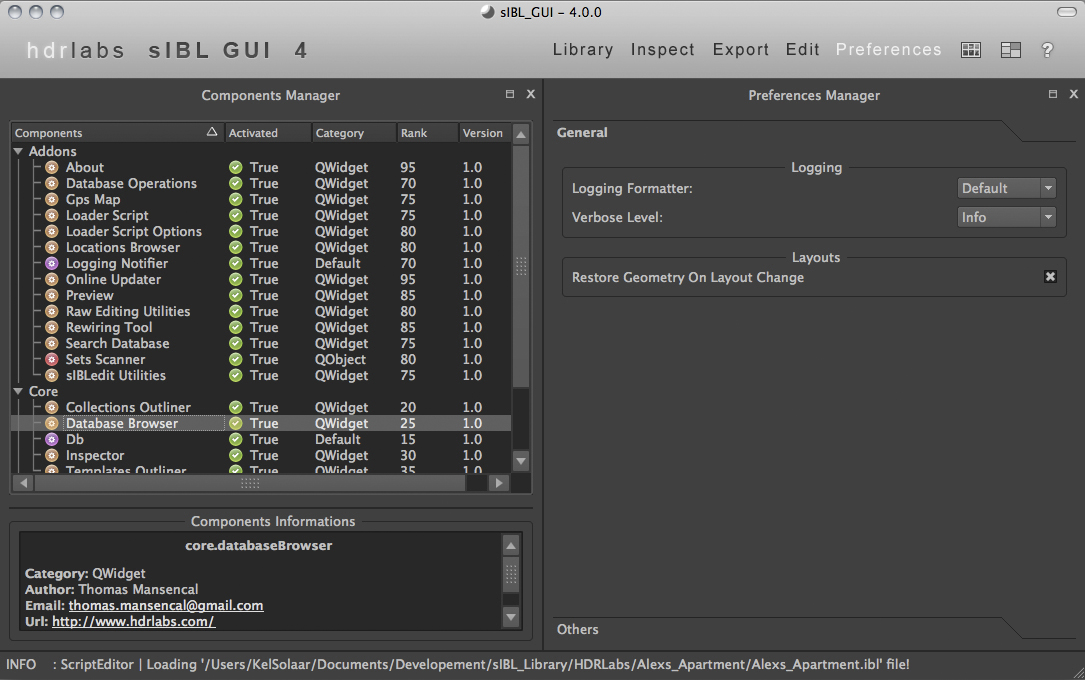 sIBL_GUI – 4.0.0
hdrlabs sIBL GUI 4
Library Inspect Export Edit Preferences ?
Components Manager
Components Activated Category Rank Version
Addons
About True QWidget 95 1.0
Database Operations True QWidget 70 1.0
Gps Map True QWidget 75 1.0
Loader Script True QWidget 75 1.0
Loader Script Options True QWidget 80 1.0
Locations Browser True QWidget 80 1.0
Logging Notifier True Default 70 1.0
Online Updater True QWidget 95 1.0
Preview True QWidget 85 1.0
Raw Editing Utilities True QWidget 80 1.0
Rewiring Tool True QWidget 85 1.0
Search Database True QWidget 75 1.0
Sets Scanner True QObject 80 1.0
sIBLedit Utilities True QWidget 75 1.0
Core
Collections Outliner True QWidget 20 1.0
Database Browser True QWidget 25 1.0
Db True Default 15 1.0
Inspector True QWidget 30 1.0
Templates Outliner True QWidget 35 1.0
Components Informations
core.databaseBrowser
Category: QWidget
Author: Thomas Mansencal
Email: thomas.mansencal@gmail.com
Url: http://www.hdrlabs.com/
Preferences Manager
General
Logging
Logging Formatter: Default
Verbose Level: Info
Layouts
Restore Geometry On Layout Change
Others
INFO : ScriptEditor | Loading '/Users/KelSolaar/Documents/Developement/sIBL_Library/HDRLabs/Alexs_Apartment/Alexs_Apartment.ibl' file!